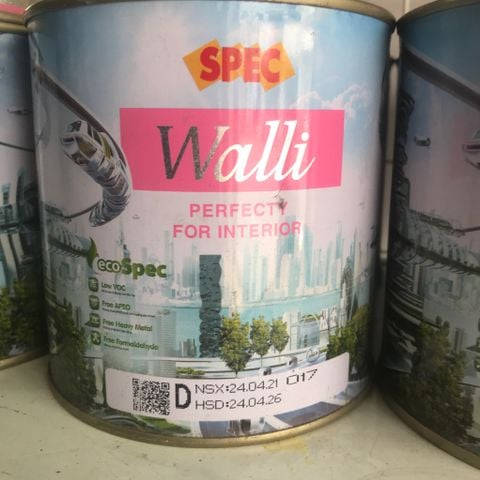 SPEC
Walli
PERFECTY
FOR INTERIOR
ecoSpec
Low VOC
Free APEO
Free Heavy Metal
Free Formaldehyde
D NSX:24.04.21 017
HSD:24.04.26